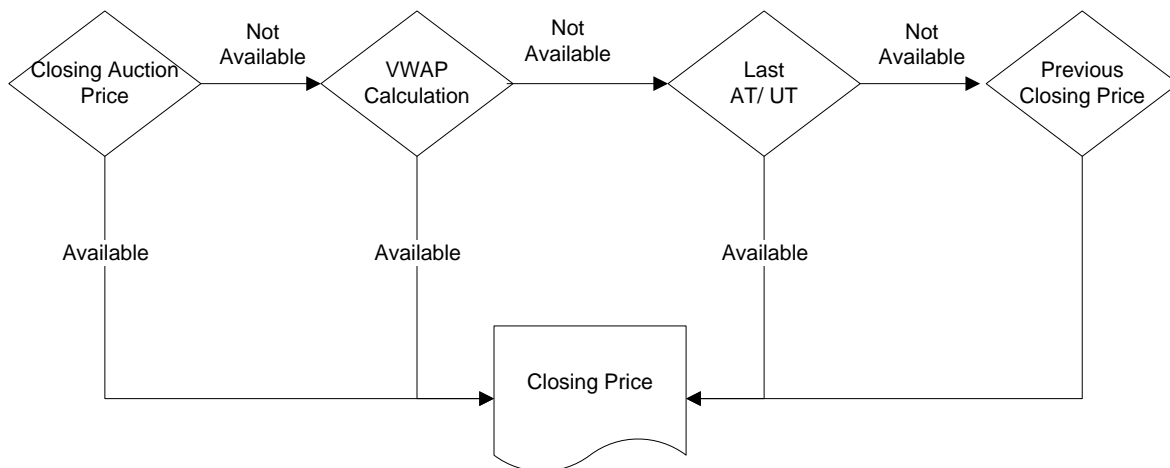 Not
Available
Not
Available
Not
Available
Closing Auction
Price
VWAP
Calculation
Last
AT/ UT
Previous
Closing Price
Available
Available
Available
Closing Price